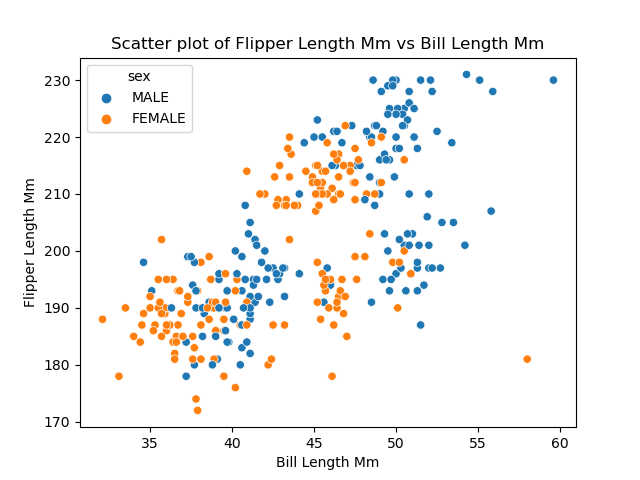 Scatter plot of Flipper Length Mm vs Bill Length Mm
sex
MALE
FEMALE
Flipper Length Mm
230
220
210
200
190
180
170
35 40 45 50 55 60
Bill Length Mm